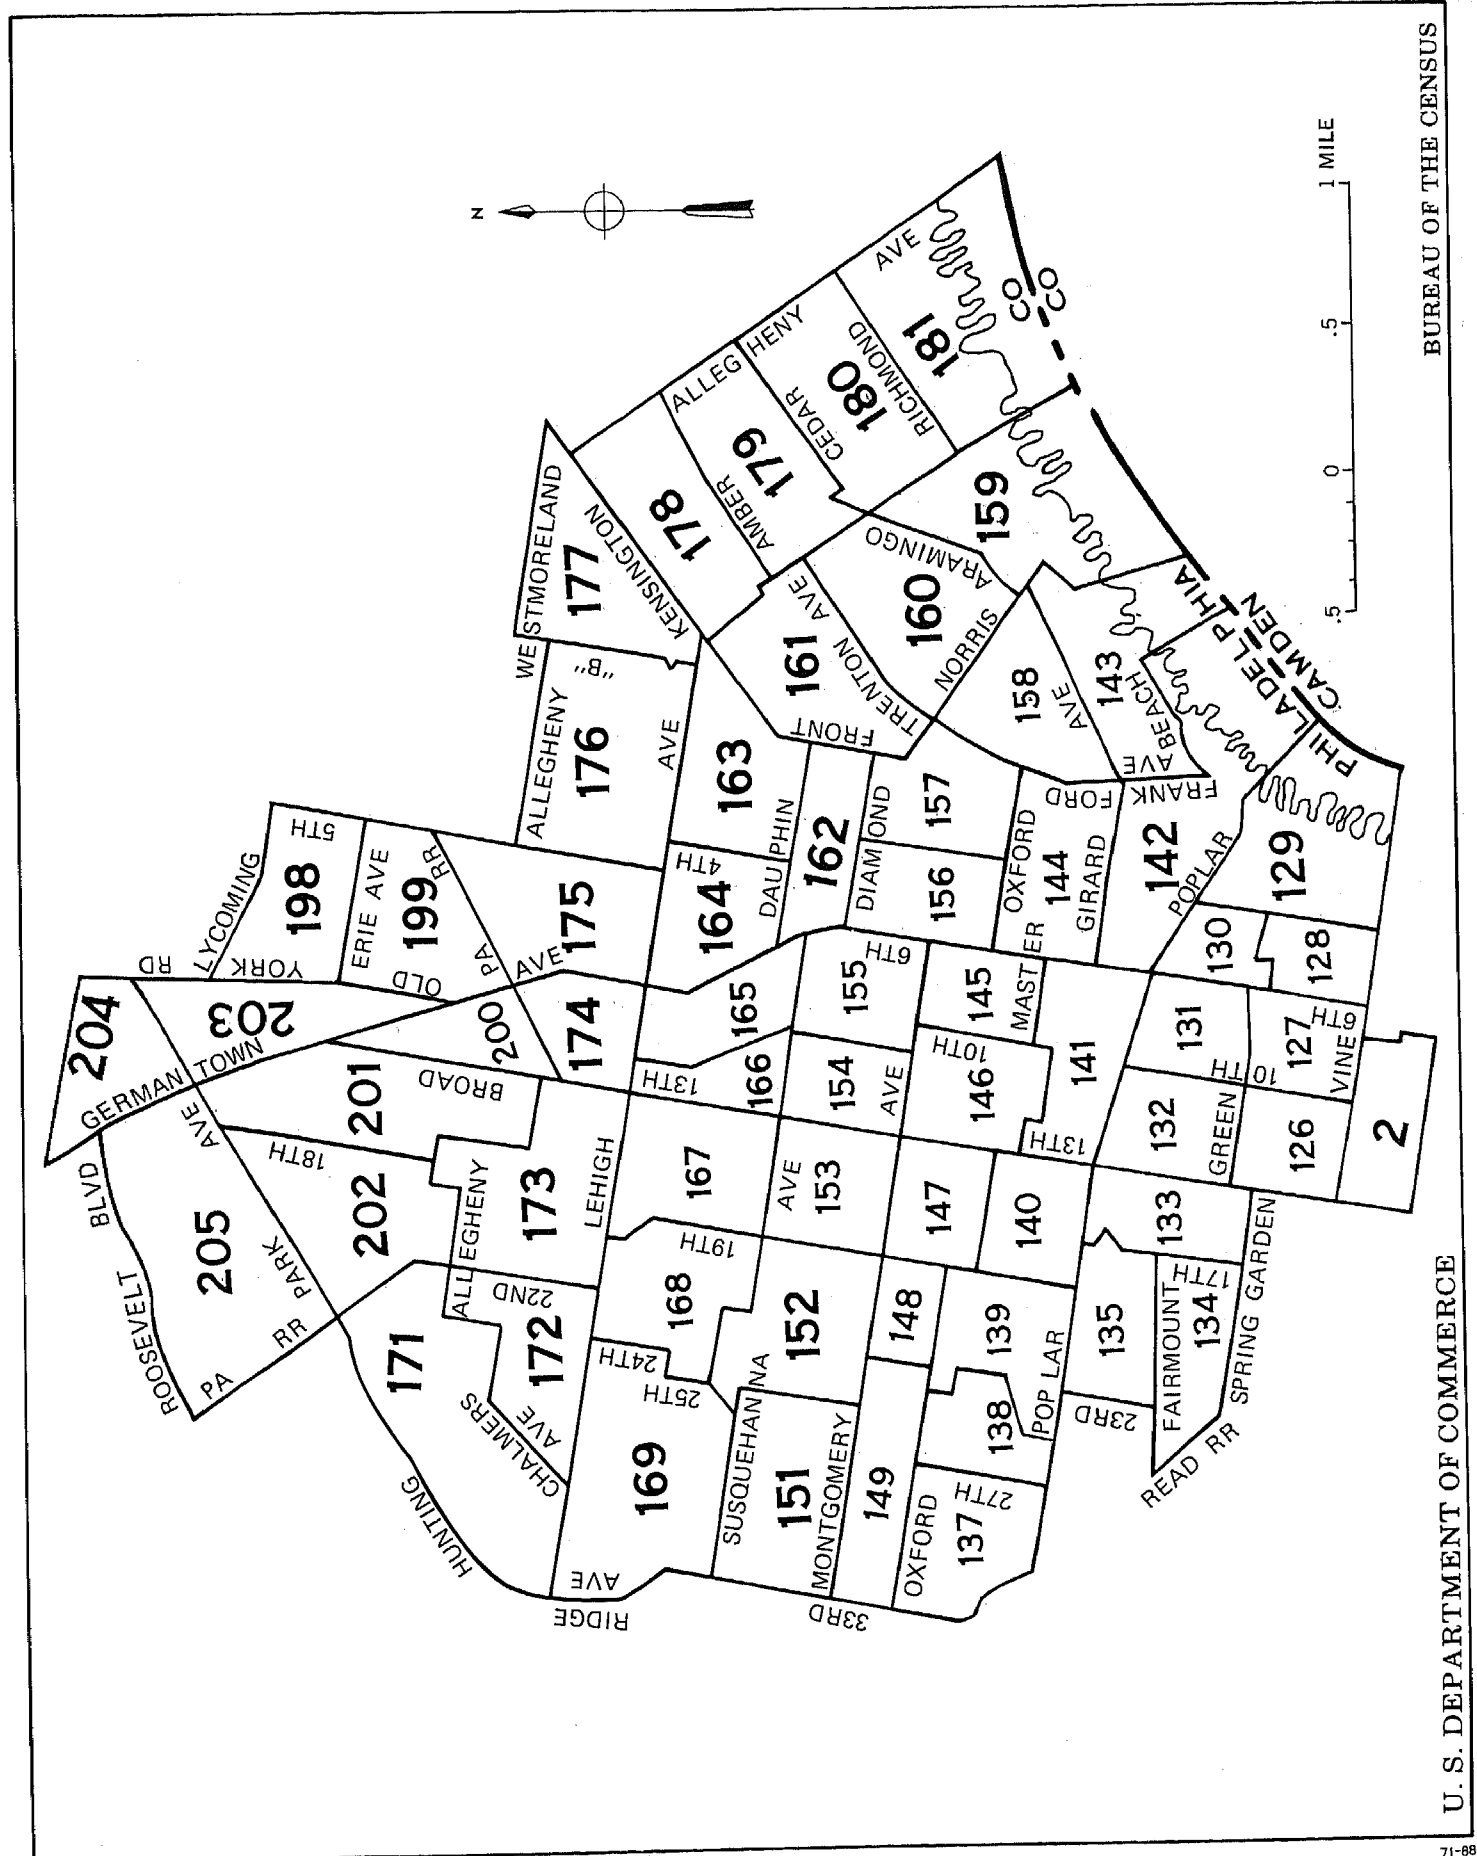 204
RD
LYCOMING
203
YORK
198
5TH
GERMAN TOWN
AVE
ERIE AVE
199
OLD
RR
PA
BLVD
ROOSEVELT
205
PARK
18TH
201
BROAD
200
AVE
175
202
PA
RR
171
ALLEGHENY
173
174
LEHIGH
22ND
172
CHALMERS
AVE
HUNTING
RIDGE
AVE
WESTMORELAND
177
"B"
ALLEGHENY
176
AVE
KENSINGTON
178
ALLEGHENY
AVE
AMBER
179
CEDAR
180
RICHMOND
181
N
163
4TH
164
DAUPHIN
162
161
FRONT
TRENTON
AVE
160
ARAMINGO
159
NORRIS
158
AVE
143
BEACH
AVE
FRANKFORD
13TH
165
166
167
19TH
168
24TH
25TH
169
SUSQUEHANNA
AVE
152
153
154
155
6TH
DIAMOND
156
157
OXFORD
144
GIRARD
142
POPLAR
151
MONTGOMERY
AVE
148
147
146
10TH
145
MASTER
141
13TH
140
139
149
33RD
OXFORD
137
27TH
138
POPLAR
135
23RD
FAIRMOUNT
134
17TH
SPRING GARDEN
READ RR
133
132
131
130
129
128
6TH
127
10TH
GREEN
126
VINE
2
PHILADELPHIA CO
CAMDEN CO
.5
0
.5
1 MILE
U. S. DEPARTMENT OF COMMERCE
BUREAU OF THE CENSUS
71-88